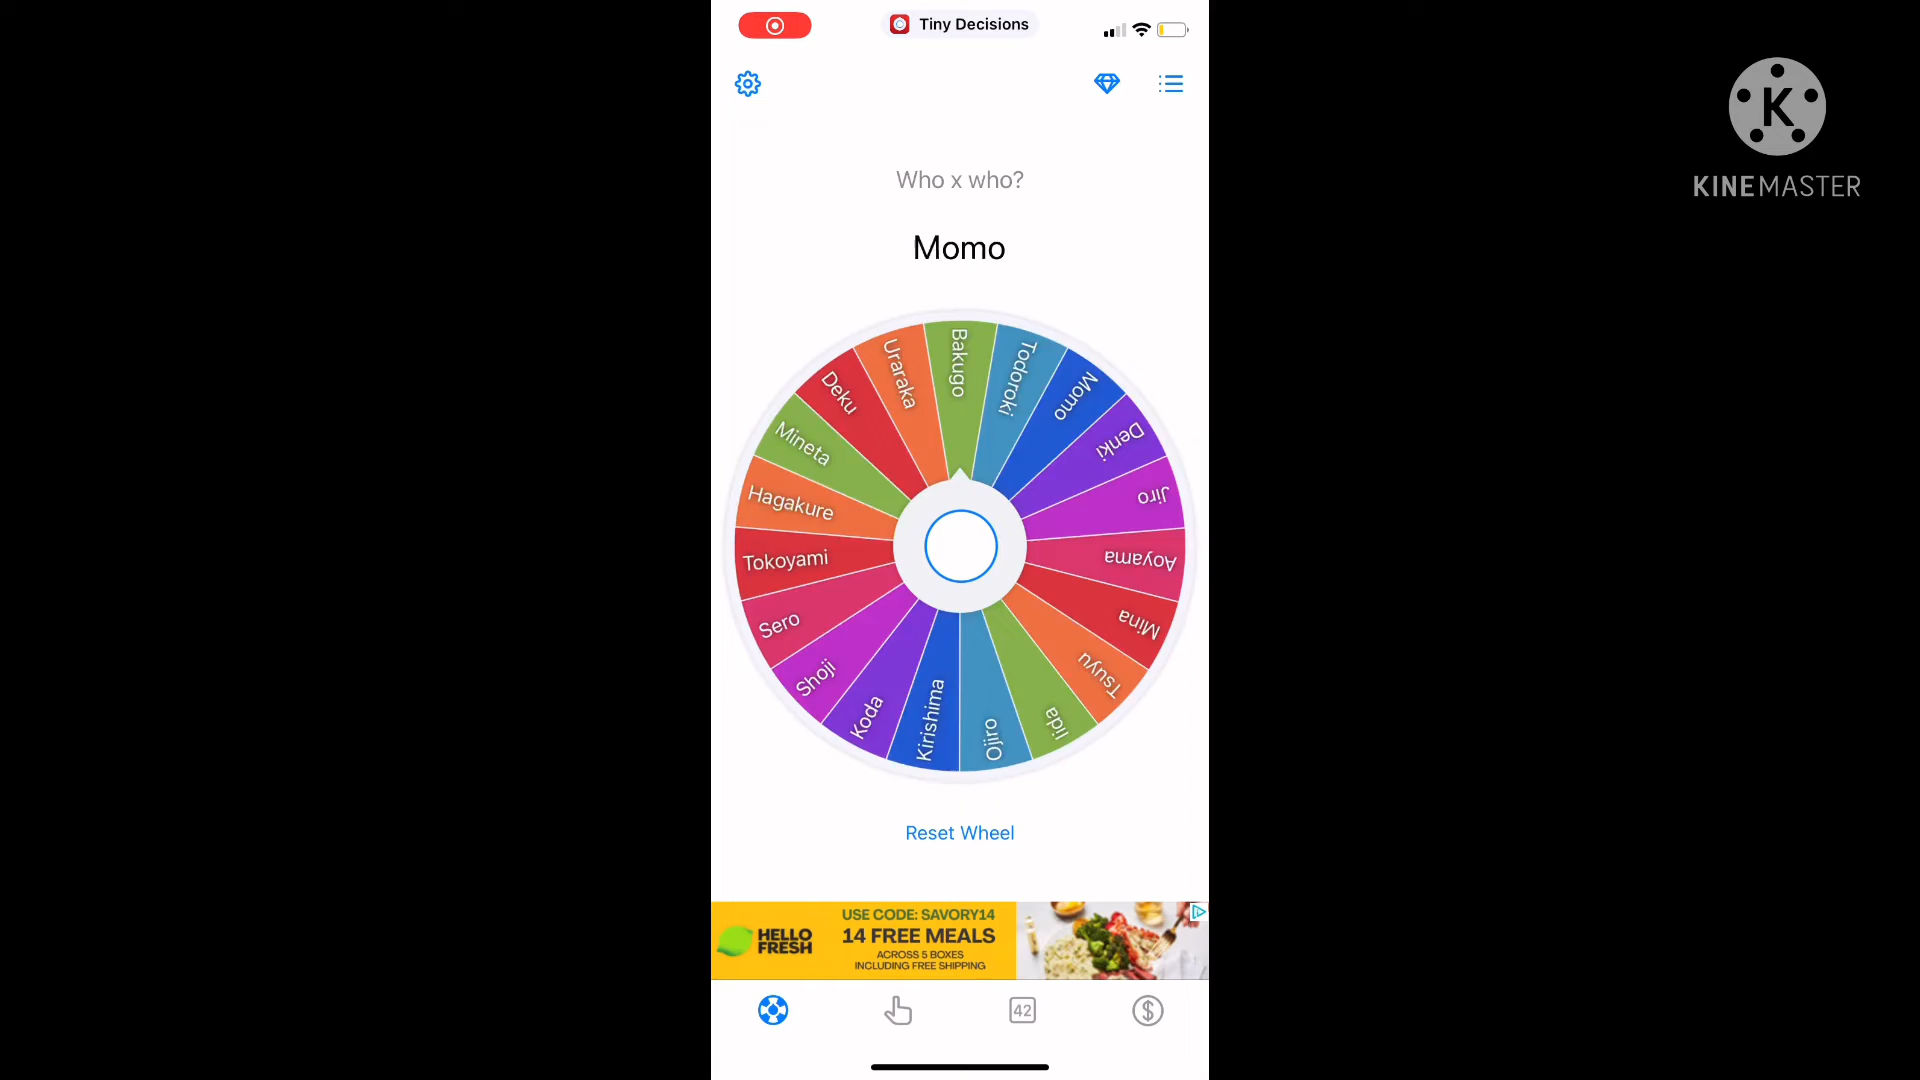 Tiny Decisions
K
KINEMASTER
Who x who?
Momo
Bakugo
Todoroki
Momo
Denki
Jiro
Aoyama
Mina
Tsuyu
Iida
Ojiro
Kirishima
Koda
Shoji
Sero
Tokoyami
Hagakure
Mineta
Deku
Uraraka
Reset Wheel
HELLO
FRESH
USE CODE: SAVORY14
14 FREE MEALS
ACROSS 5 BOXES
INCLUDING FREE SHIPPING
42
$